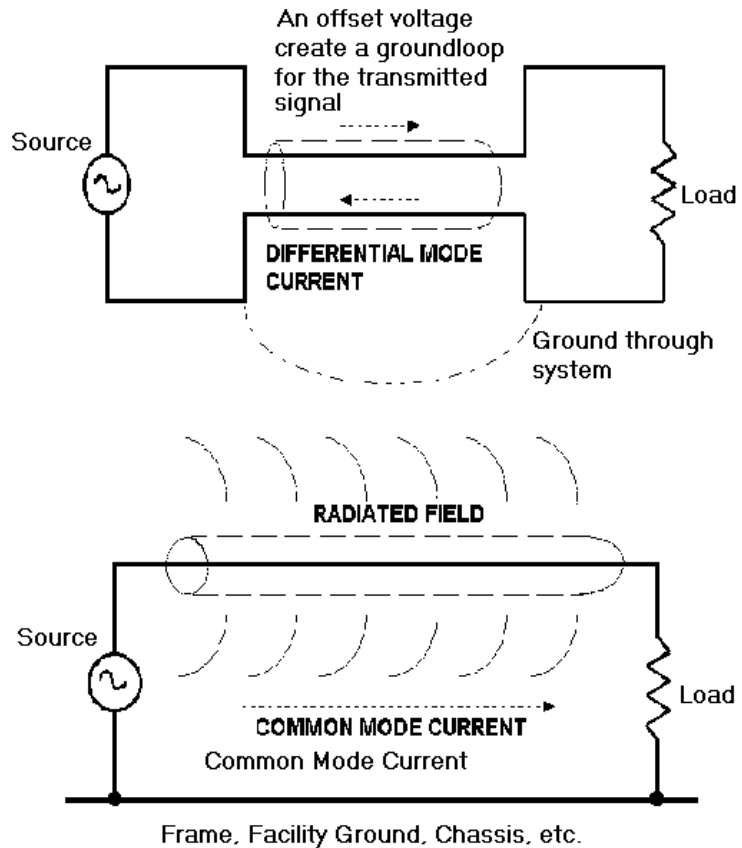 An offset voltage
create a groundloop
for the transmitted
signal
Source
Load
DIFFERENTIAL MODE
CURRENT
Ground through
system
RADIATED FIELD
Source
Load
COMMON MODE CURRENT
Common Mode Current
Frame, Facility Ground, Chassis, etc.